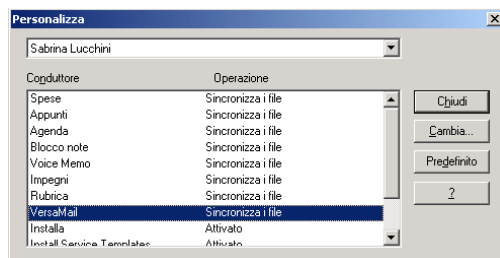 Personalizza
Sabrina Lucchini
Conduttore Operazione
Spese Sincronizza i file
Appunti Sincronizza i file
Agenda Sincronizza i file
Blocco note Sincronizza i file
Voice Memo Sincronizza i file
Impegni Sincronizza i file
Rubrica Sincronizza i file
VersaMail Sincronizza i file
Installa Attivato
Install Service Templates Attivato
Chiudi
Cambia...
Predefinito
?